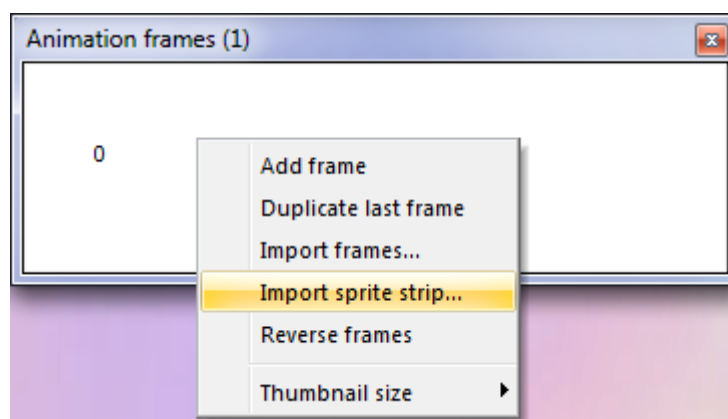 Animation frames (1)
0
Add frame
Duplicate last frame
Import frames...
Import sprite strip...
Reverse frames
Thumbnail size